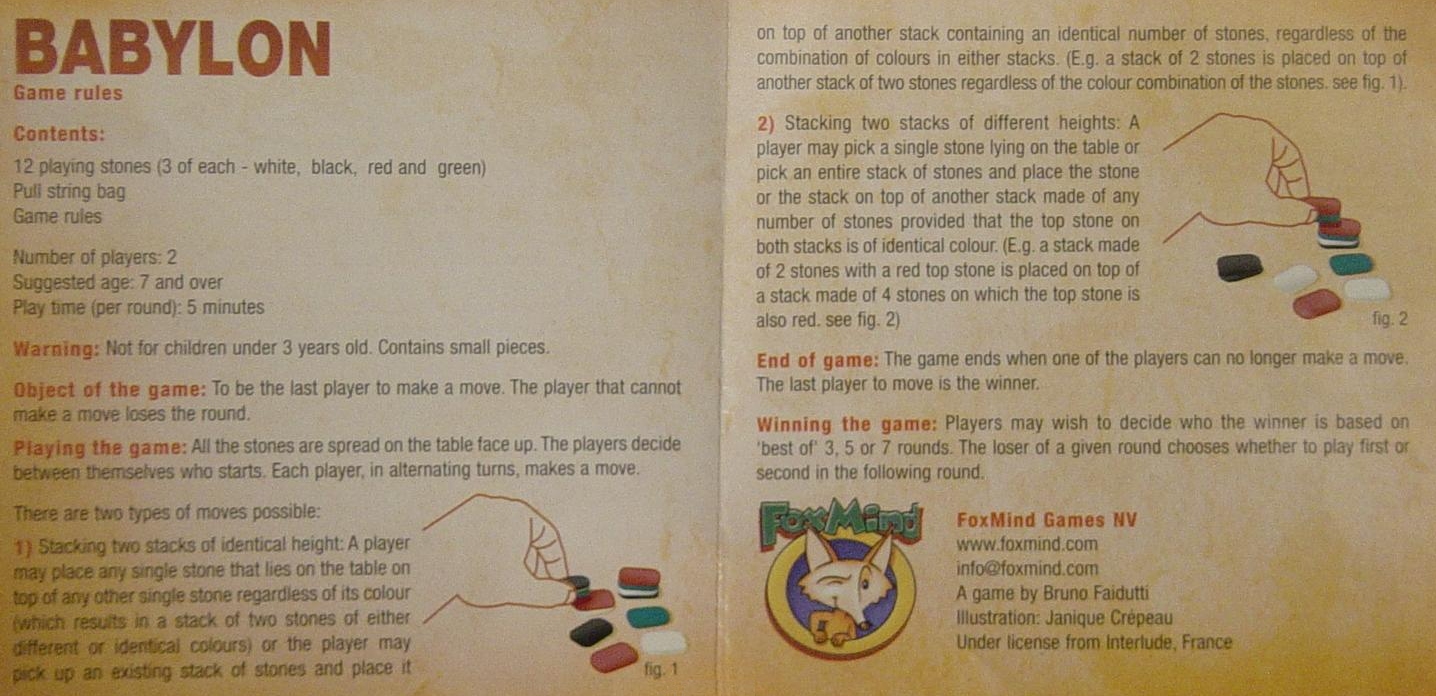 BABYLON
Game rules
Contents:
12 playing stones (3 of each - white, black, red and green)
Pull string bag
Game rules
Number of players: 2
Suggested age: 7 and over
Play time (per round): 5 minutes
Warning: Not for children under 3 years old. Contains small pieces.
Object of the game: To be the last player to make a move. The player that cannot
make a move loses the round.
Playing the game: All the stones are spread on the table face up. The players decide
between themselves who starts. Each player, in alternating turns, makes a move.
There are two types of moves possible:
1) Stacking two stacks of identical height: A player
may place any single stone that lies on the table on
top of any other single stone regardless of its colour
(which results in a stack of two stones of either
different or identical colours) or the player may
pick up an existing stack of stones and place it
fig. 1
on top of another stack containing an identical number of stones, regardless of the
combination of colours in either stacks. (E.g. a stack of 2 stones is placed on top of
another stack of two stones regardless of the colour combination of the stones. see fig. 1).
2) Stacking two stacks of different heights: A
player may pick a single stone lying on the table or
pick an entire stack of stones and place the stone
or the stack on top of another stack made of any
number of stones provided that the top stone on
both stacks is of identical colour. (E.g. a stack made
of 2 stones with a red top stone is placed on top of
a stack made of 4 stones on which the top stone is
also red. see fig. 2)
fig. 2
End of game: The game ends when one of the players can no longer make a move.
The last player to move is the winner.
Winning the game: Players may wish to decide who the winner is based on
'best of' 3, 5 or 7 rounds. The loser of a given round chooses whether to play first or
second in the following round.
FoxMind
FoxMind Games NV
www.foxmind.com
info@foxmind.com
A game by Bruno Faidutti
Illustration: Janique Crépeau
Under license from Interlude, France